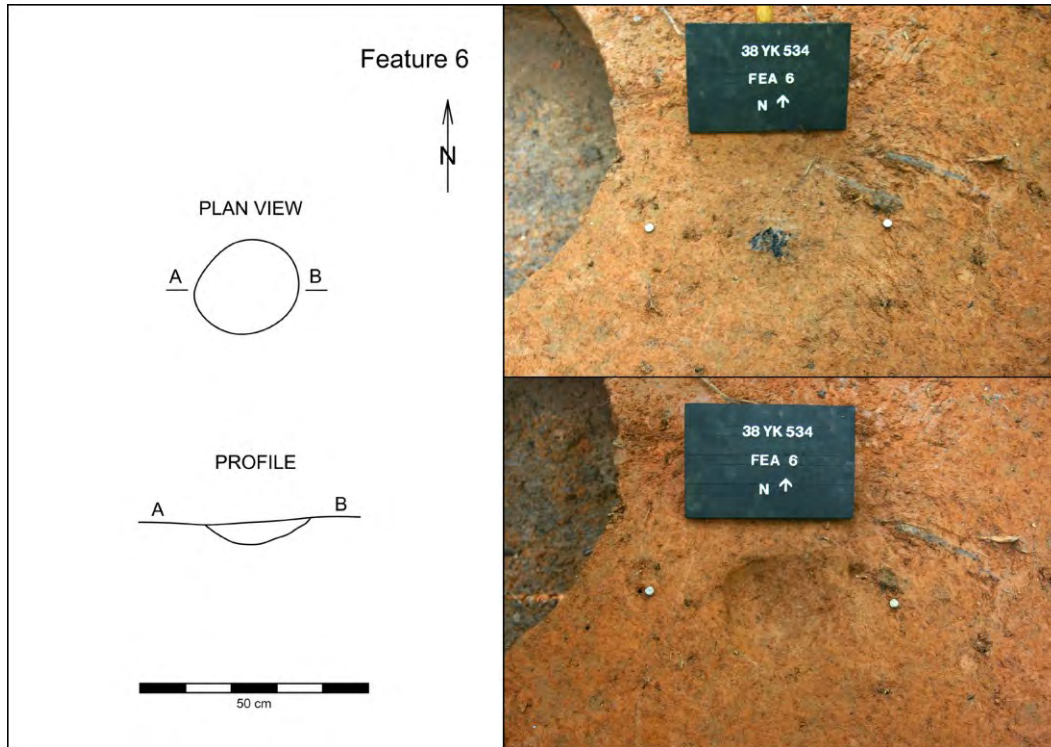 Feature 6
N
PLAN VIEW
A B
PROFILE
A B
50 cm
38 YK 534
FEA 6
N ↑
38 YK 534
FEA 6
N ↑